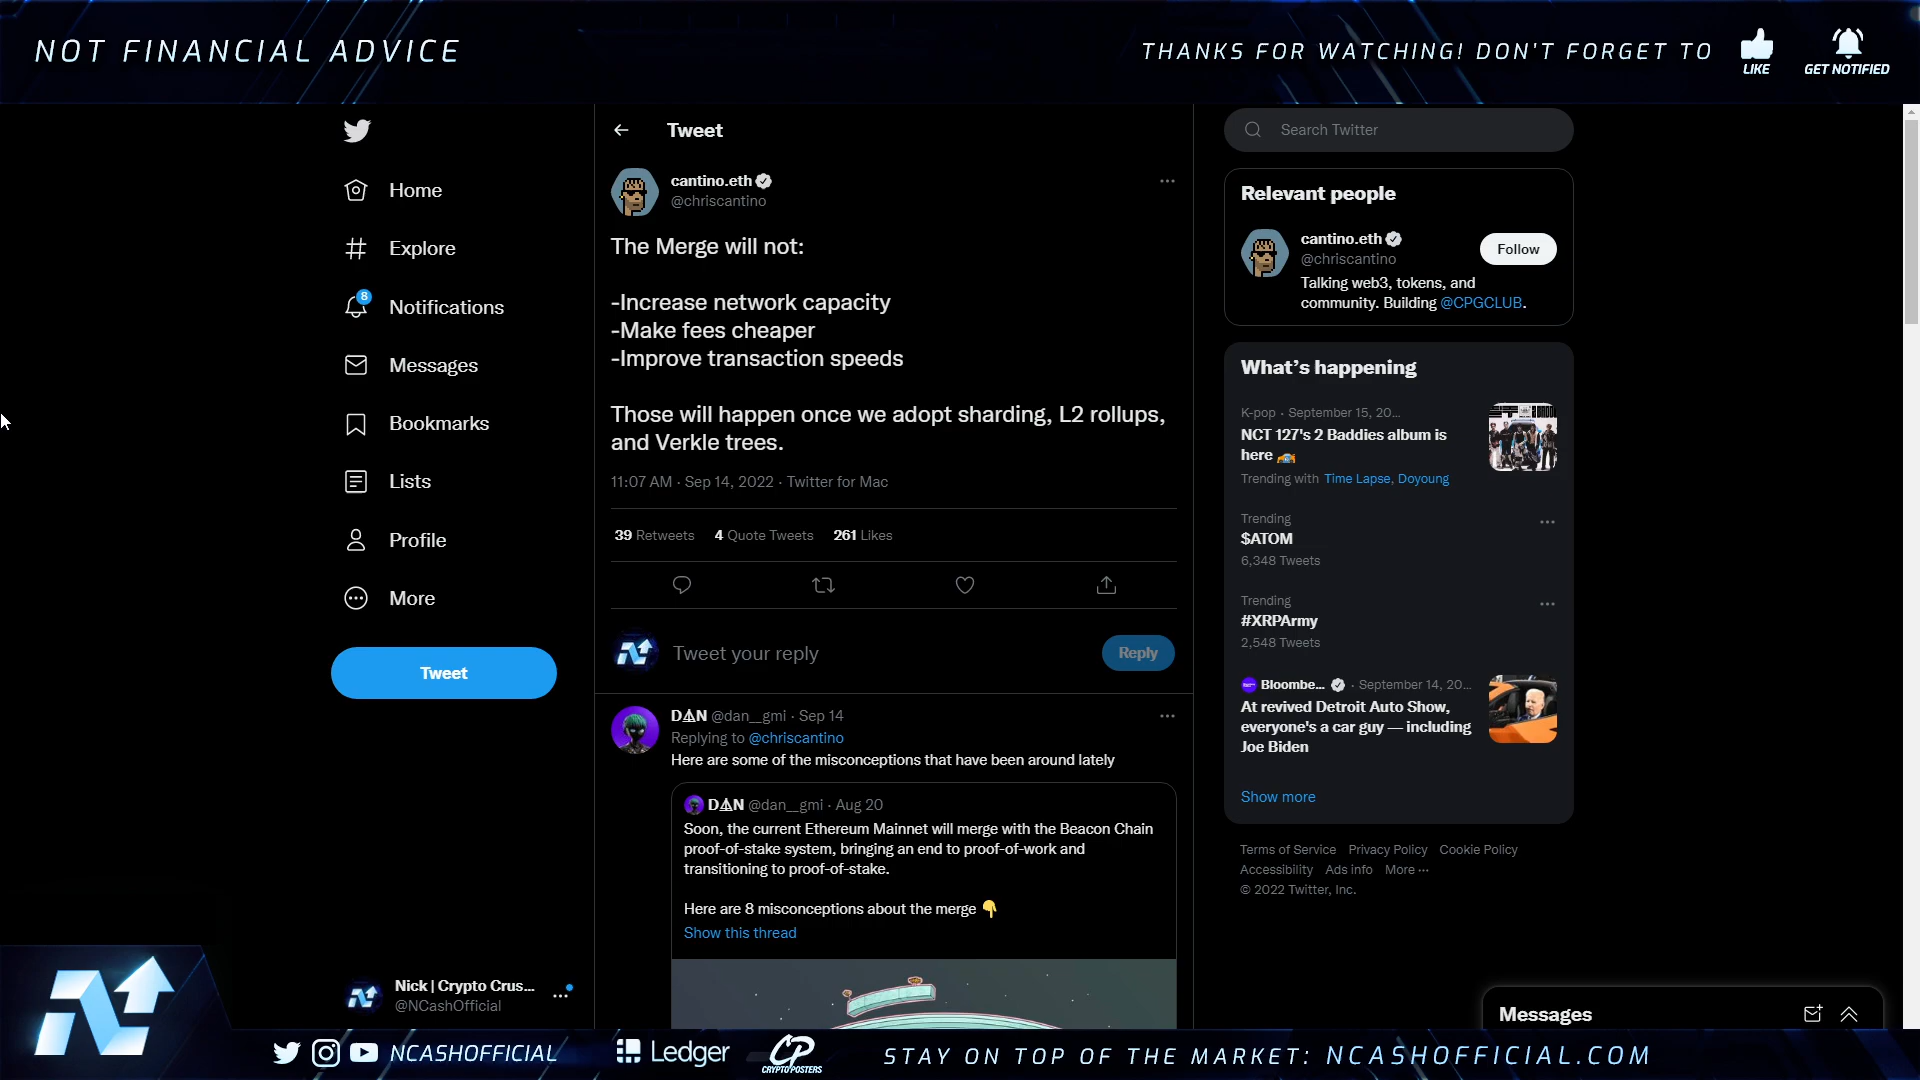 NOT FINANCIAL ADVICE
THANKS FOR WATCHING! DON'T FORGET TO
LIKE
GET NOTIFIED
Home
Explore
8
Notifications
Messages
Bookmarks
Lists
Profile
More
Tweet
Nick | Crypto Crus...
@NCashOfficial
Tweet
cantino.eth
@chriscantino
The Merge will not:
-Increase network capacity
-Make fees cheaper
-Improve transaction speeds
Those will happen once we adopt sharding, L2 rollups,
and Verkle trees.
11:07 AM · Sep 14, 2022 · Twitter for Mac
39 Retweets 4 Quote Tweets 261 Likes
Tweet your reply
Reply
D⚠N @dan__gmi · Sep 14
Replying to @chriscantino
Here are some of the misconceptions that have been around lately
D⚠N @dan__gmi · Aug 20
Soon, the current Ethereum Mainnet will merge with the Beacon Chain
proof-of-stake system, bringing an end to proof-of-work and
transitioning to proof-of-stake.
Here are 8 misconceptions about the merge 👇
Show this thread
Search Twitter
Relevant people
cantino.eth
@chriscantino
Follow
Talking web3, tokens, and
community. Building @CPGCLUB.
What's happening
K-pop · September 15, 20...
NCT 127's 2 Baddies album is
here
Trending with Time Lapse, Doyoung
Trending
$ATOM
6,348 Tweets
Trending
#XRPArmy
2,548 Tweets
Bloombe... · September 14, 20...
At revived Detroit Auto Show,
everyone's a car guy — including
Joe Biden
Show more
Terms of Service Privacy Policy Cookie Policy
Accessibility Ads info More ···
© 2022 Twitter, Inc.
Messages
NCASHOFFICIAL
Ledger
CP
CRYPTOPOSTERS
STAY ON TOP OF THE MARKET: NCASHOFFICIAL.COM